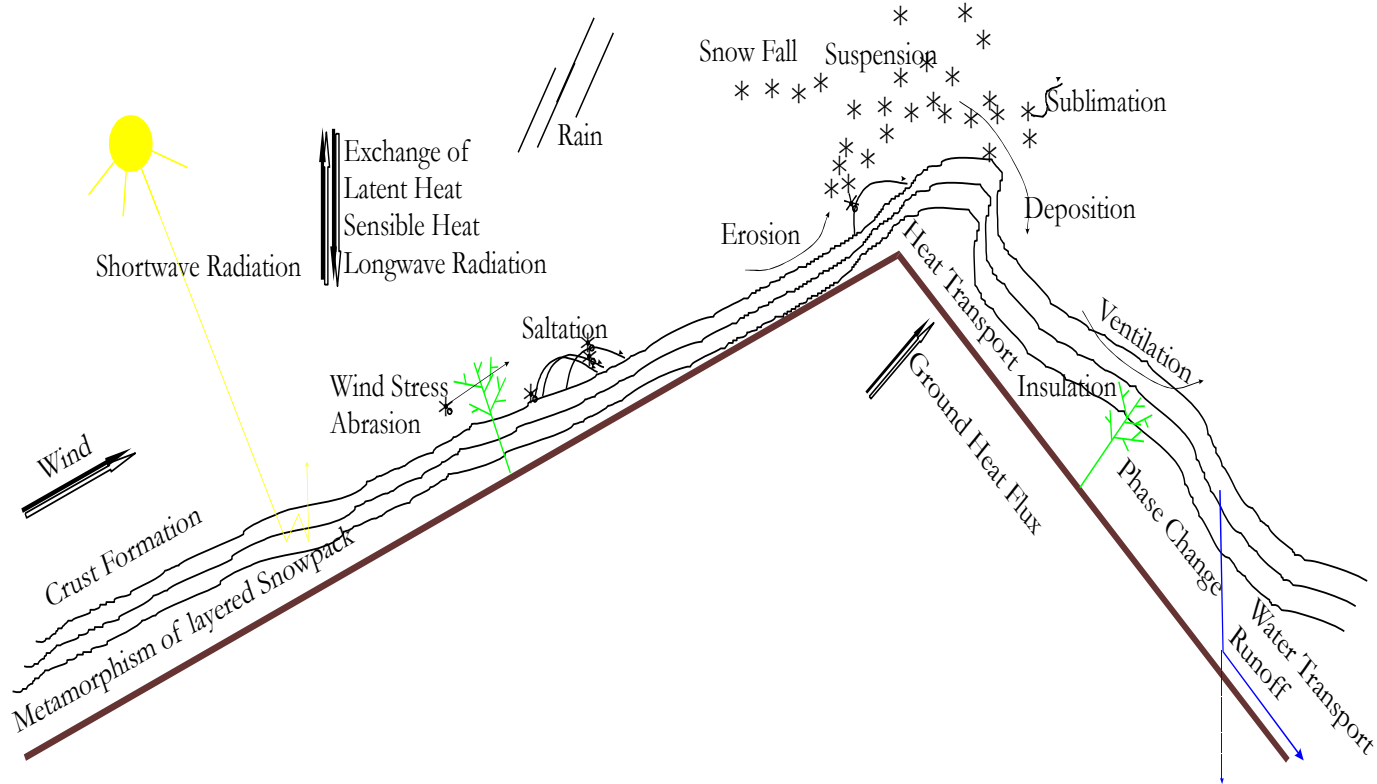 Snow Fall
Suspension
Sublimation
Rain
Exchange of
Latent Heat
Sensible Heat
Longwave Radiation
Shortwave Radiation
Erosion
Deposition
Heat Transport
Ventilation
Saltation
Wind Stress
Abrasion
Insulation
Ground Heat Flux
Wind
Phase Change
Crust Formation
Metamorphism of layered Snowpack
Water Transport
Runoff